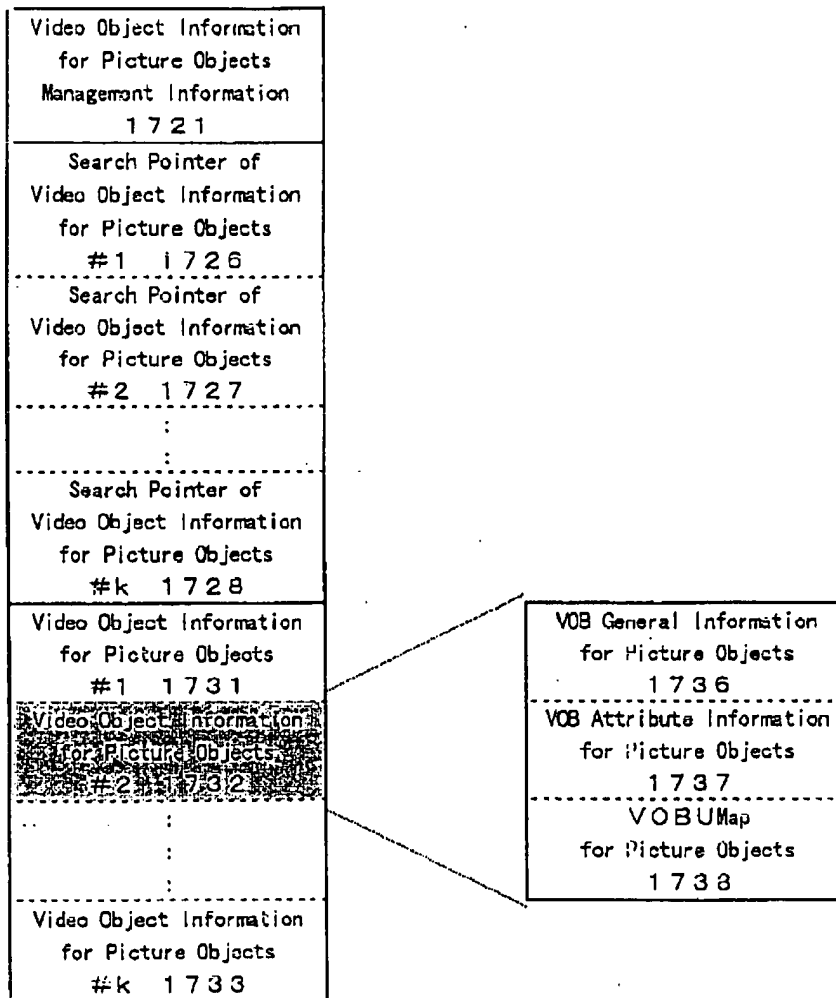 Video Object Information
for Picture Objects
Management Information
1721
Search Pointer of
Video Object Information
for Picture Objects
#1 1726
Search Pointer of
Video Object Information
for Picture Objects
#2 1727
:
:
Search Pointer of
Video Object Information
for Picture Objects
#k 1728
Video Object Information
for Picture Objects
#1 1731
Video Object Information
for Picture Objects
#2 1732
:
:
:
Video Object Information
for Picture Objects
#k 1733
VOB General Information
for Picture Objects
1736
VOB Attribute Information
for Picture Objects
1737
VOBUMap
for Picture Objects
1738